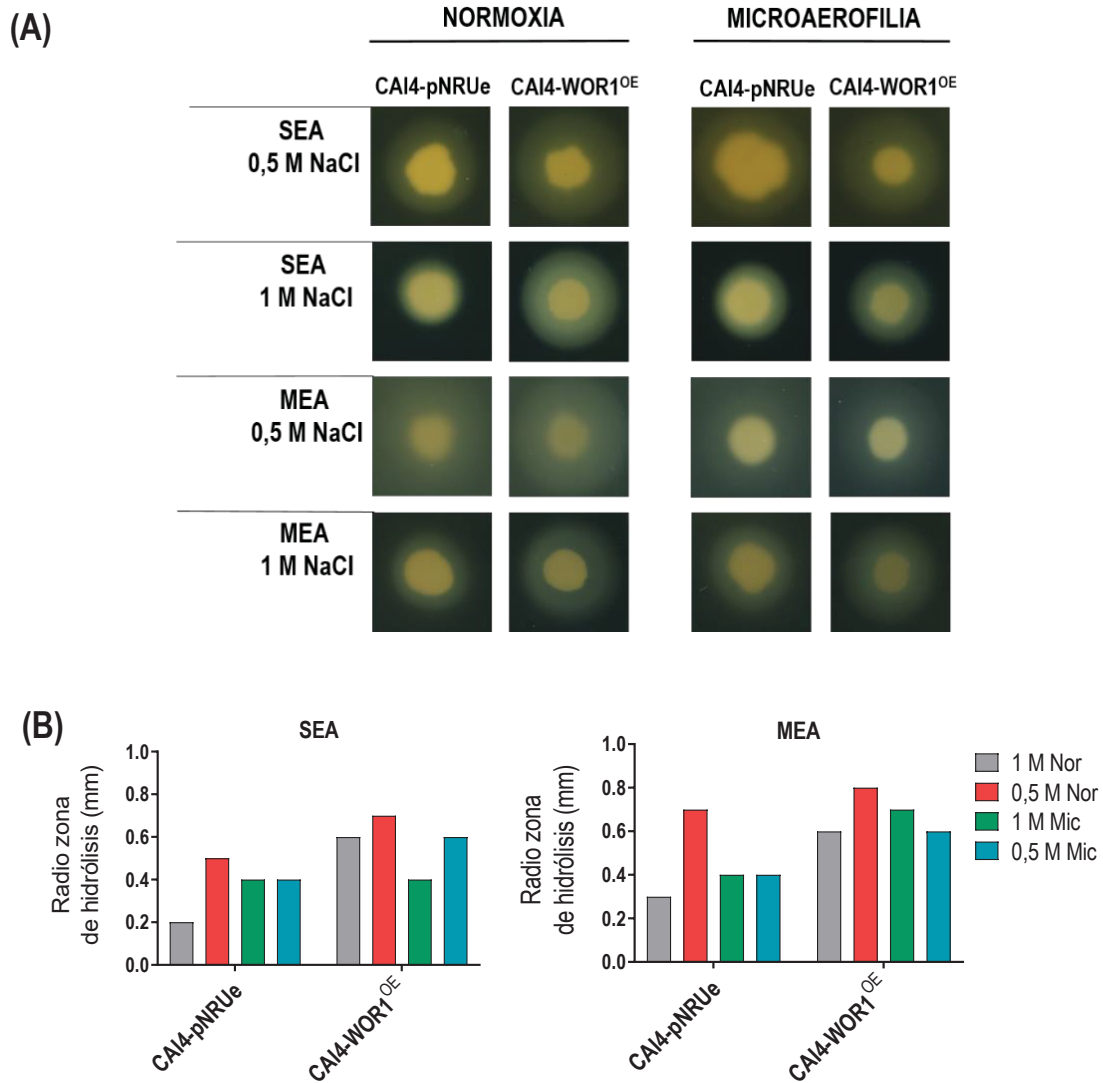 (A)
NORMOXIA
MICROAEROFILIA
CAI4-pNRUe
CAI4-WOR1OE
CAI4-pNRUe
CAI4-WOR1OE
SEA
0,5 M NaCl
SEA
1 M NaCl
MEA
0,5 M NaCl
MEA
1 M NaCl
(B)
SEA
Radio zona
de hidrólisis (mm)
1.0
0.8
0.6
0.4
0.2
0.0
CAI4-pNRUe
CAI4-WOR1OE
MEA
Radio zona
de hidrólisis (mm)
1.0
0.8
0.6
0.4
0.2
0.0
CAI4-pNRUe
CAI4-WOR1OE
1 M Nor
0,5 M Nor
1 M Mic
0,5 M Mic